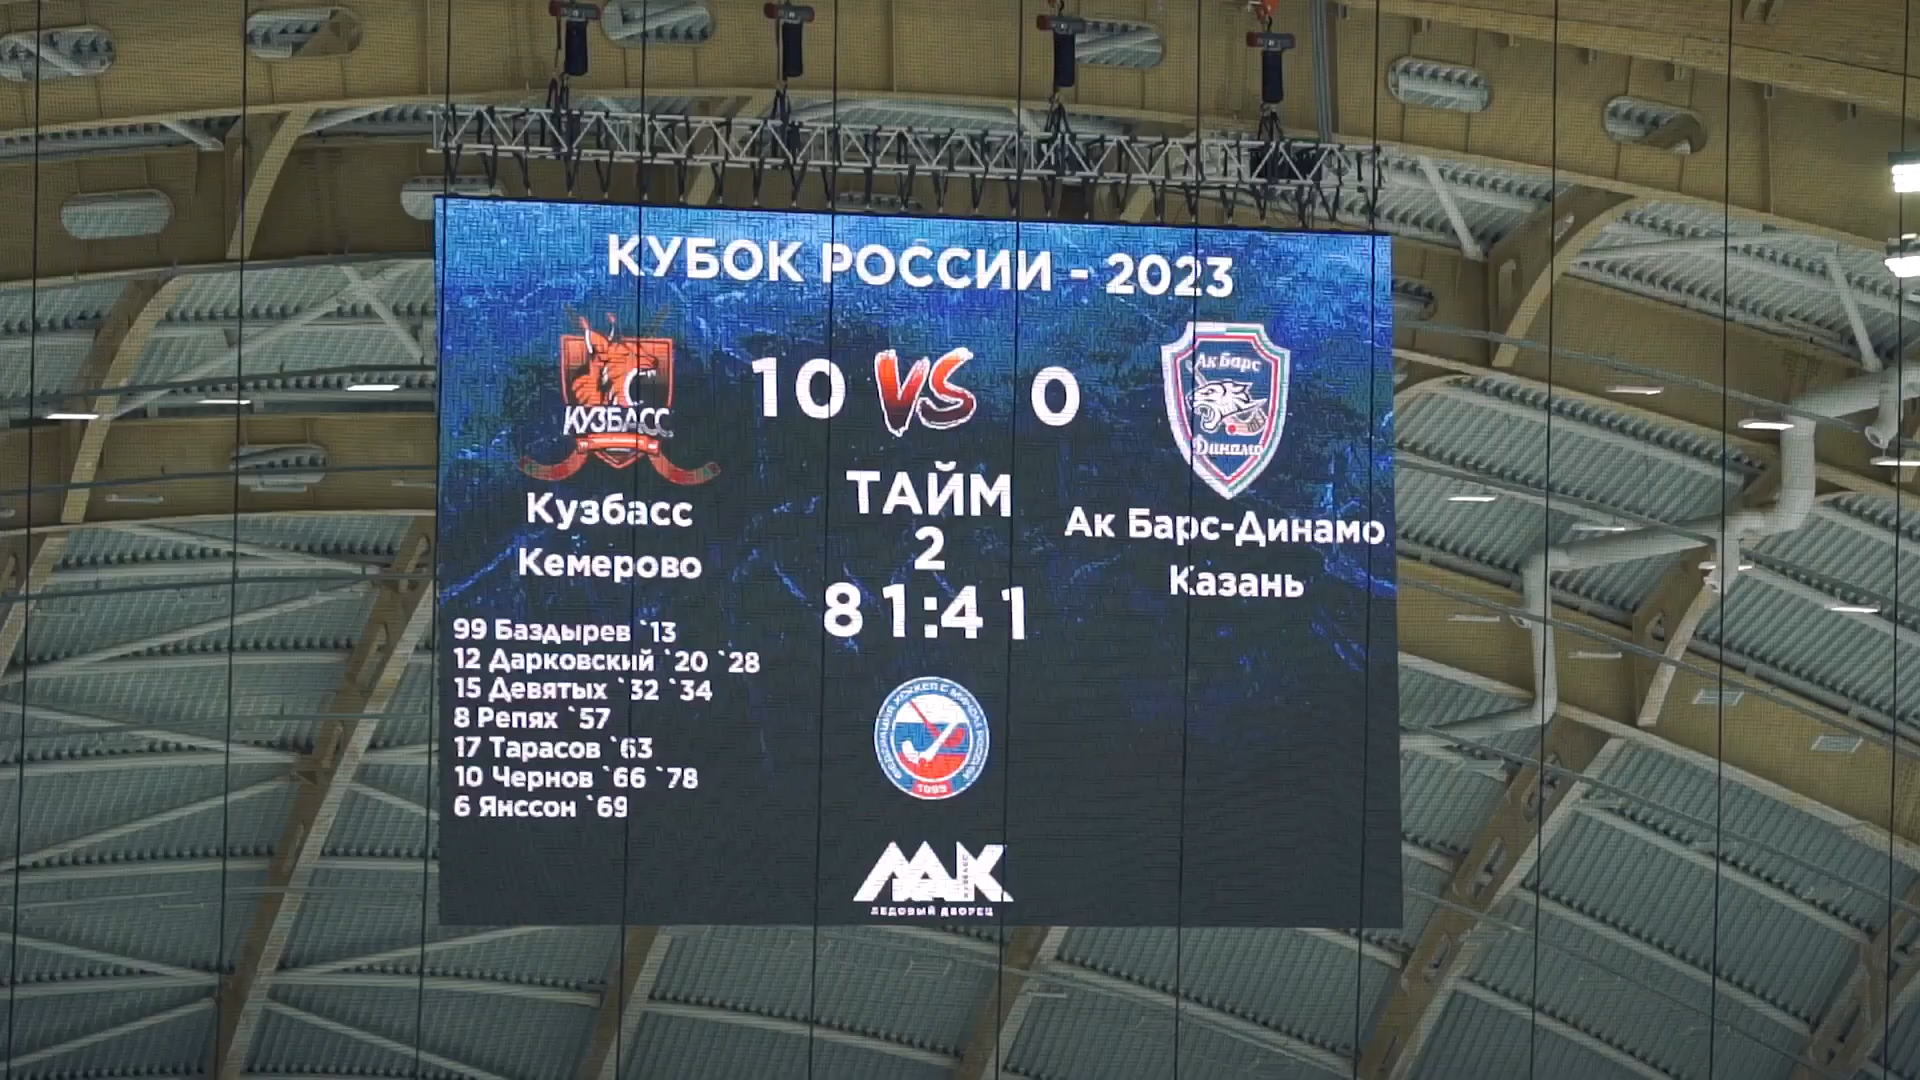 КУБОК РОССИИ - 2023
КУЗБАСС
10 VS 0
Ак Барс
Динамо
Кузбасс
Кемерово
ТАЙМ
2
81:41
Ак Барс-Динамо
Казань
99 Баздырев `13
12 Дарковский `20 `28
15 Девятых `32 `34
8 Репях `57
17 Тарасов `63
10 Чернов `66 `78
6 Янссон `69
ЛДК
ЛЕДОВЫЙ ДВОРЕЦ